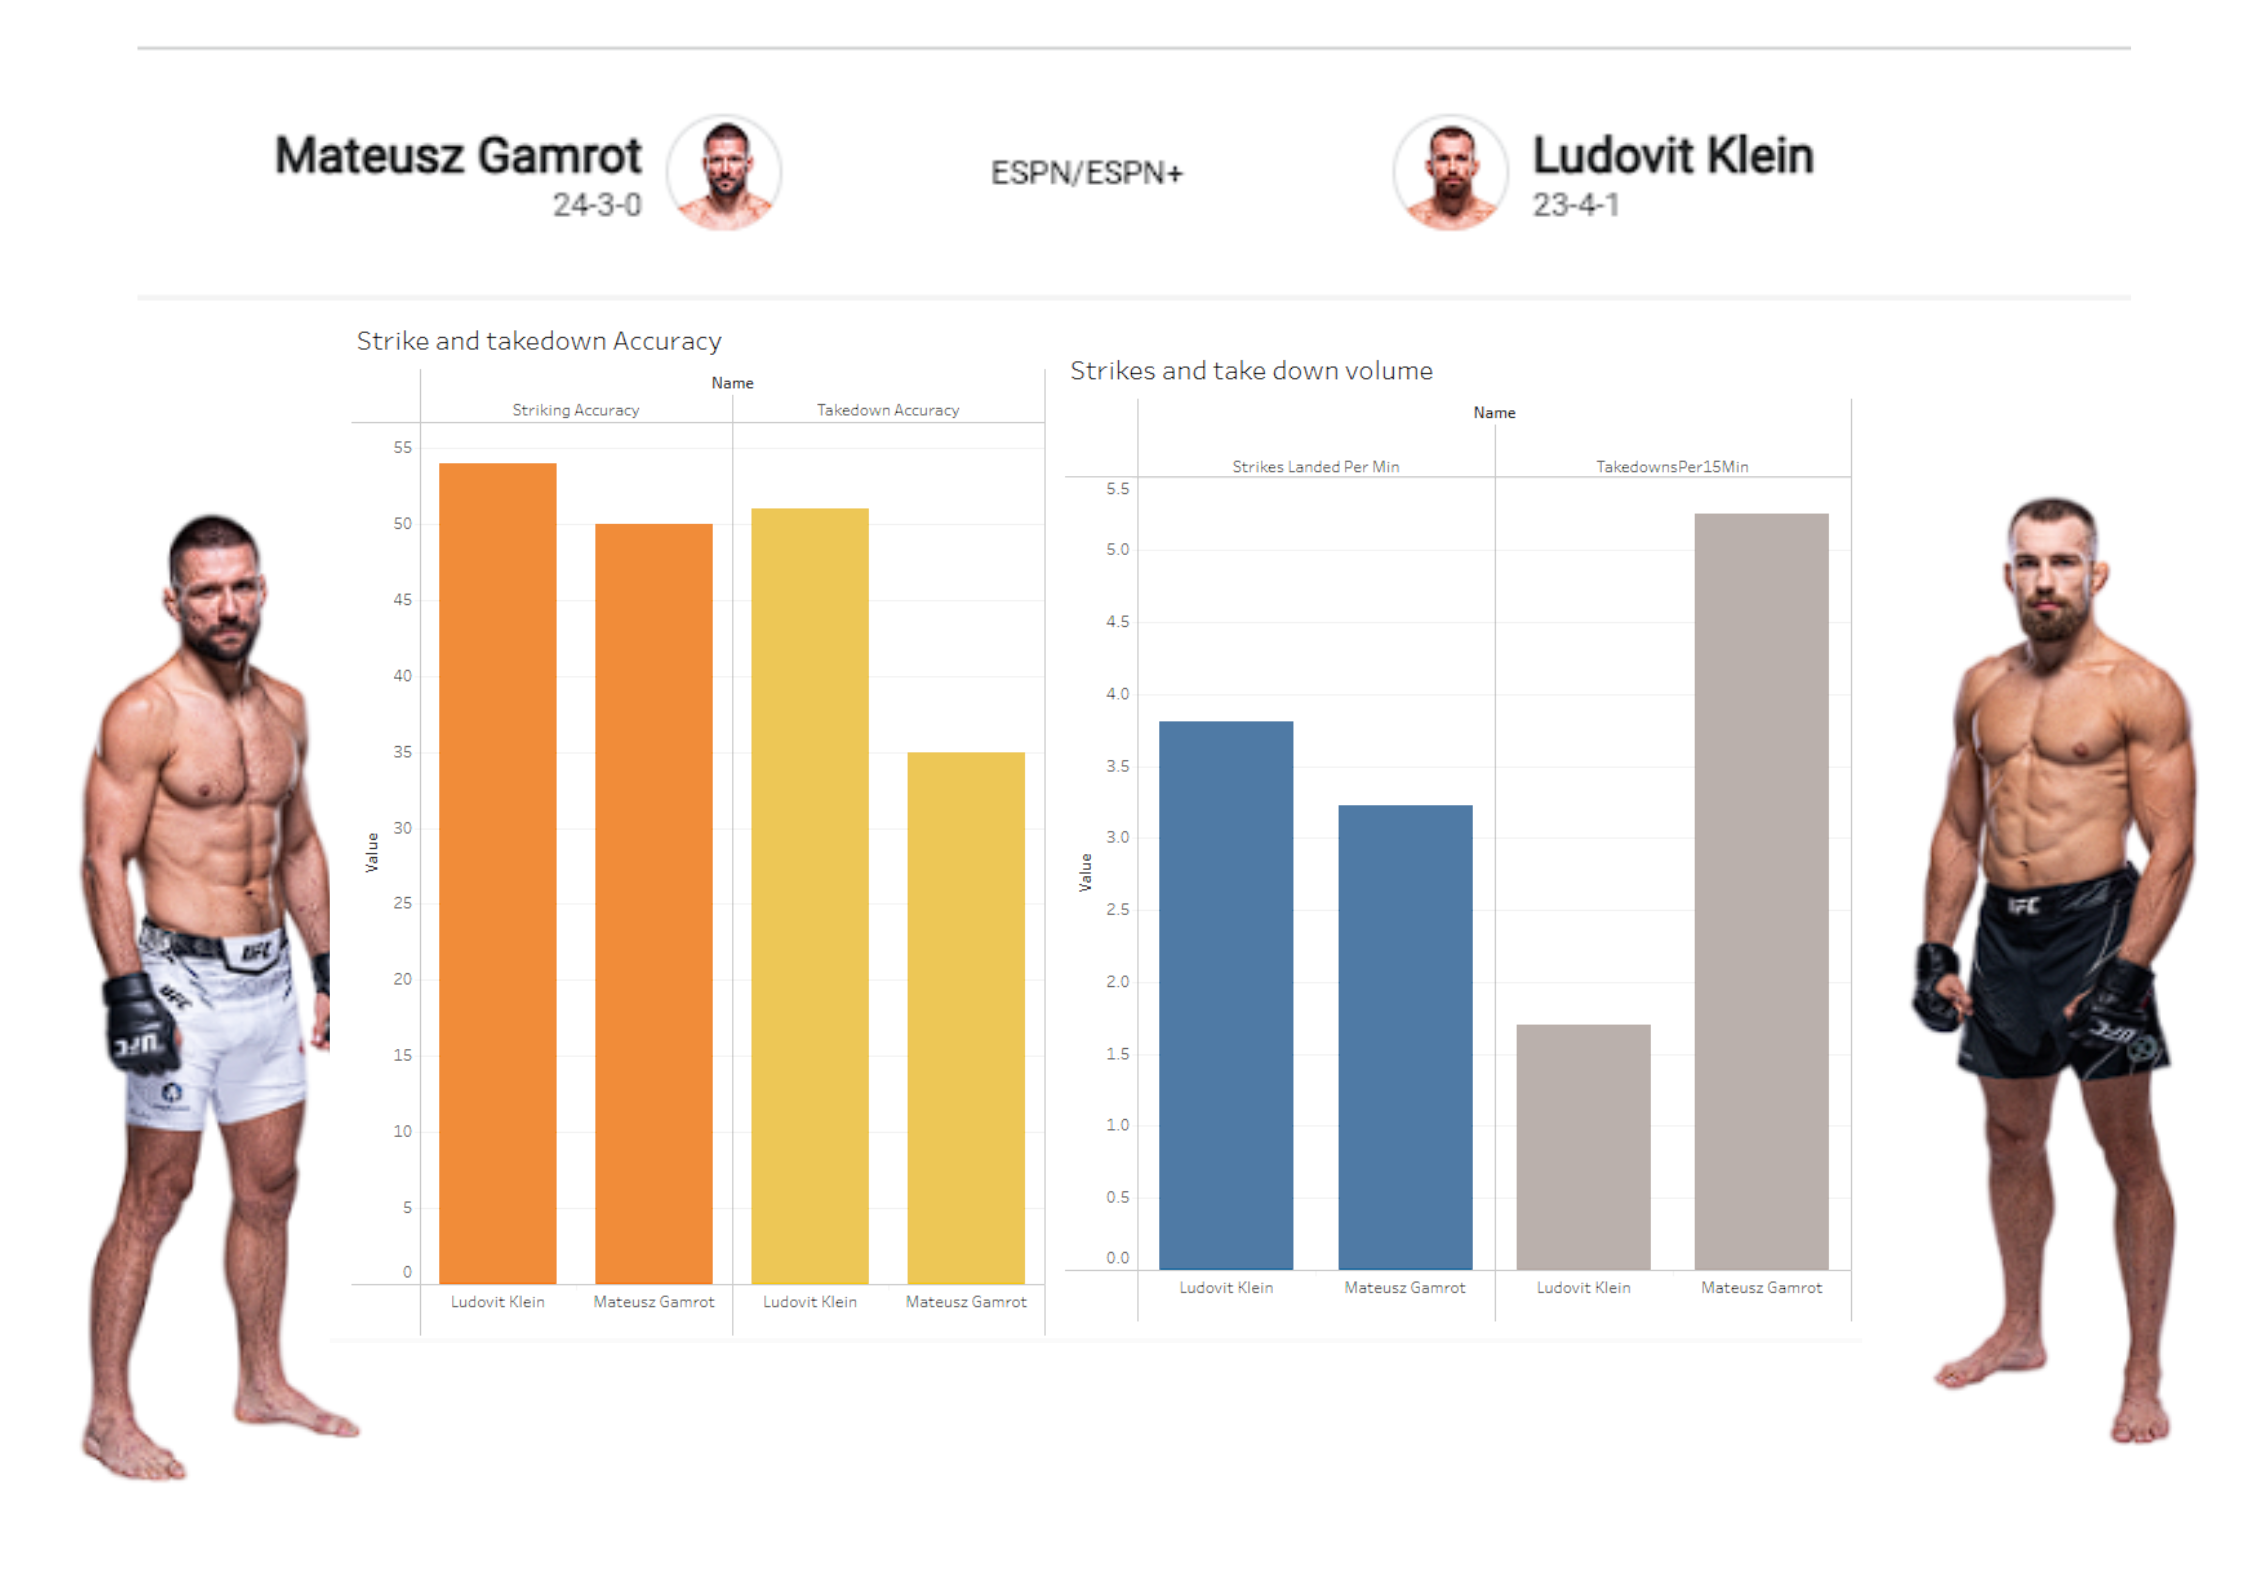 Mateusz Gamrot
24-3-0
ESPN/ESPN+
Ludovit Klein
23-4-1
Strike and takedown Accuracy
Name
Striking Accuracy
Takedown Accuracy
Value
55
50
45
40
35
30
25
20
15
10
5
0
Ludovit Klein
Mateusz Gamrot
Ludovit Klein
Mateusz Gamrot
Strikes and take down volume
Name
Strikes Landed Per Min
TakedownsPer15Min
Value
5.5
5.0
4.5
4.0
3.5
3.0
2.5
2.0
1.5
1.0
0.5
0.0
Ludovit Klein
Mateusz Gamrot
Ludovit Klein
Mateusz Gamrot
UFC
UFC
UFC
UFC
UFC